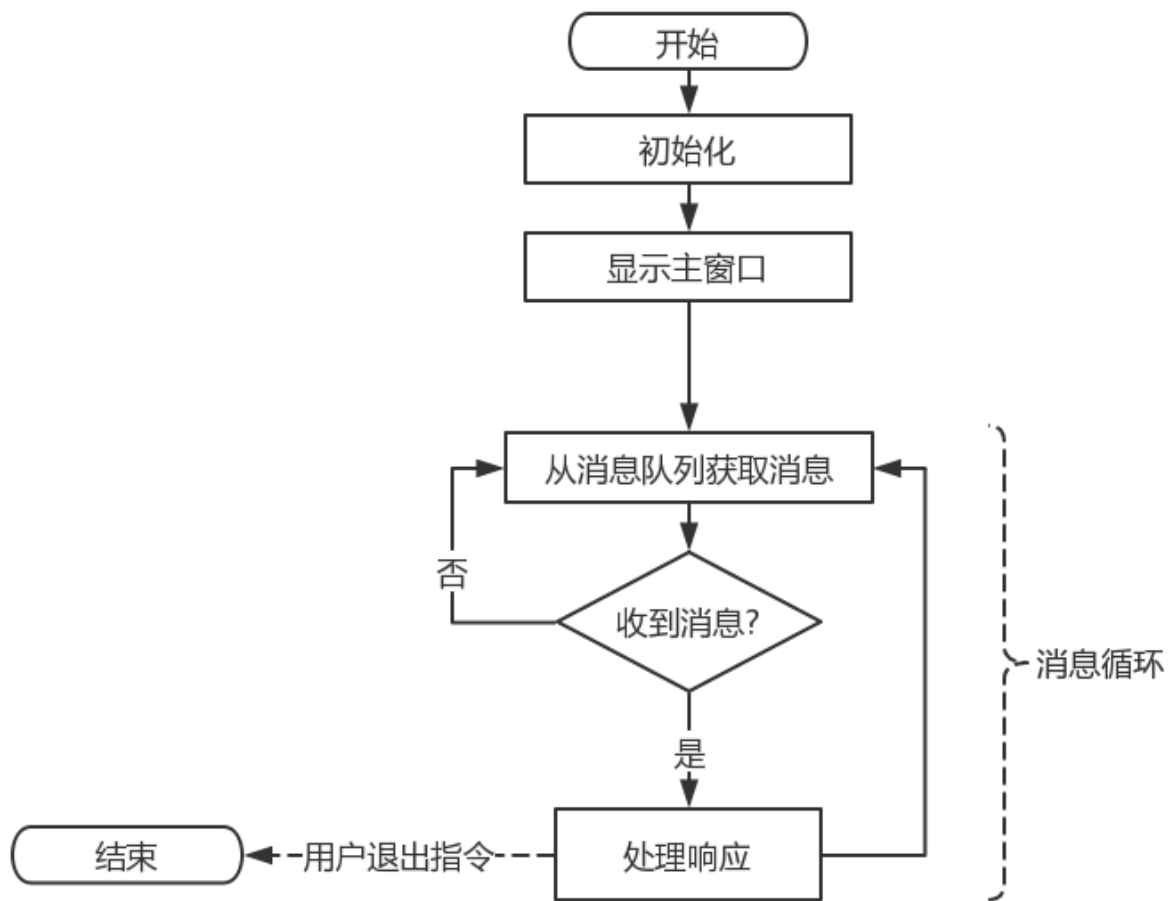 开始
初始化
显示主窗口
从消息队列获取消息
否
收到消息?
消息循环
是
结束
用户退出指令
处理响应